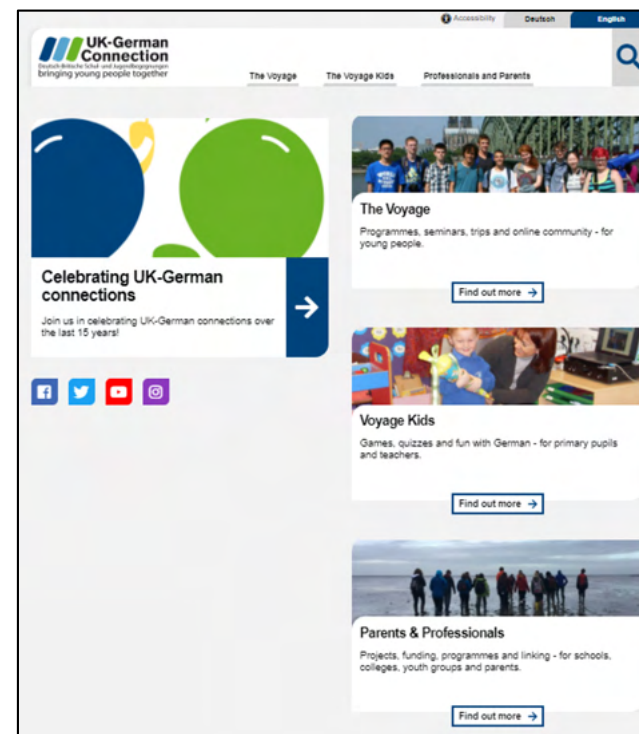 Accessibility
Deutsch
English
UK-German
Connection
Deutsch-Britische Schul- und Jugendbegegnungen
bringing young people together
The Voyage
The Voyage Kids
Professionals and Parents
Celebrating UK-German
connections
Join us in celebrating UK-German connections over
the last 15 years!
The Voyage
Programmes, seminars, trips and online community - for
young people.
Find out more →
Voyage Kids
Games, quizzes and fun with German - for primary pupils
and teachers.
Find out more →
Parents & Professionals
Projects, funding, programmes and linking - for schools,
colleges, youth groups and parents.
Find out more →